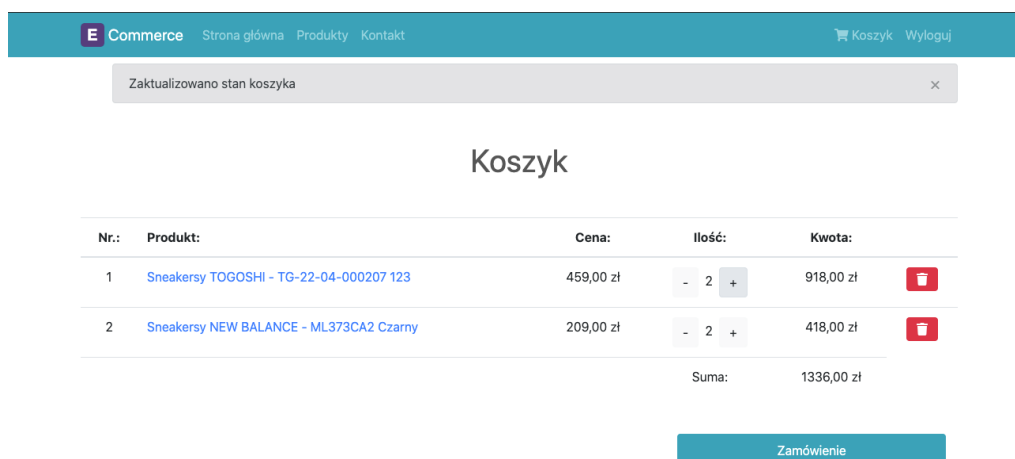 E Commerce Strona główna Produkty Kontakt Koszyk Wyloguj
Zaktualizowano stan koszyka ×
Koszyk
Nr.: Produkt: Cena: Ilość: Kwota:
1 Sneakersy TOGOSHI - TG-22-04-000207 123 459,00 zł - 2 + 918,00 zł
2 Sneakersy NEW BALANCE - ML373CA2 Czarny 209,00 zł - 2 + 418,00 zł
Suma: 1336,00 zł
Zamówienie